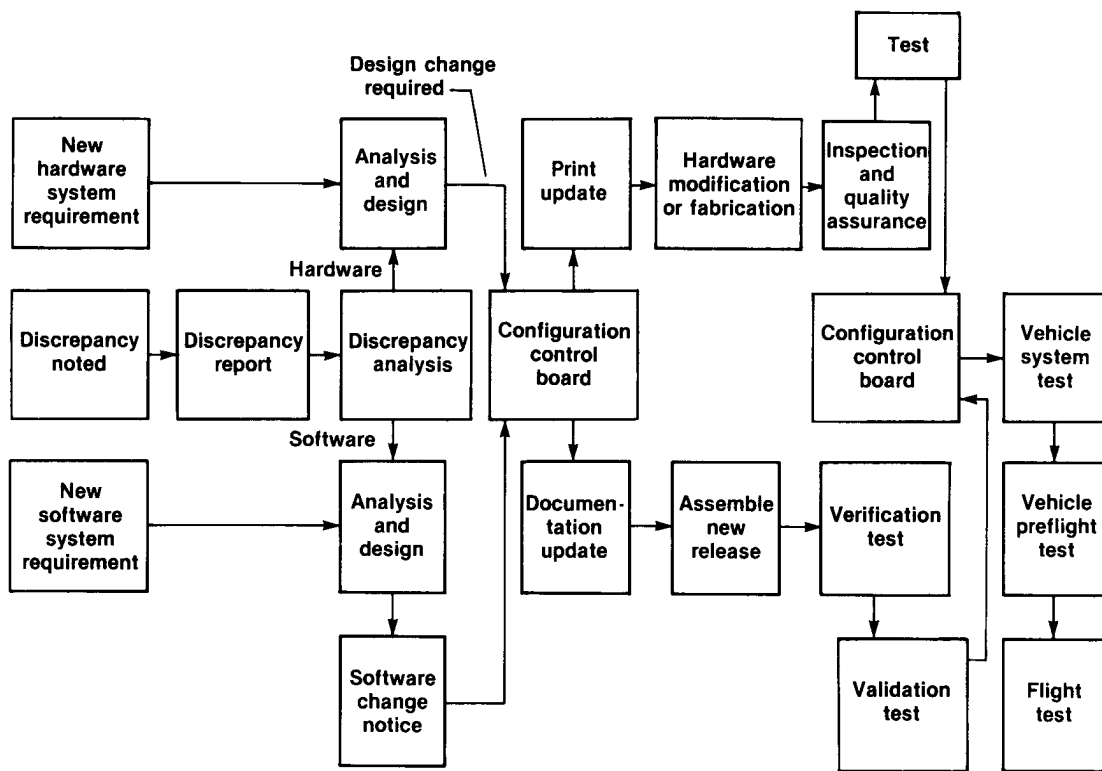 Test
Design change
required
New
hardware
system
requirement
Analysis
and
design
Print
update
Hardware
modification
or fabrication
Inspection
and
quality
assurance
Hardware
Discrepancy
noted
Discrepancy
report
Discrepancy
analysis
Configuration
control
board
Configuration
control
board
Vehicle
system
test
Software
New
software
system
requirement
Analysis
and
design
Documen-
tation
update
Assemble
new
release
Verification
test
Vehicle
preflight
test
Software
change
notice
Validation
test
Flight
test